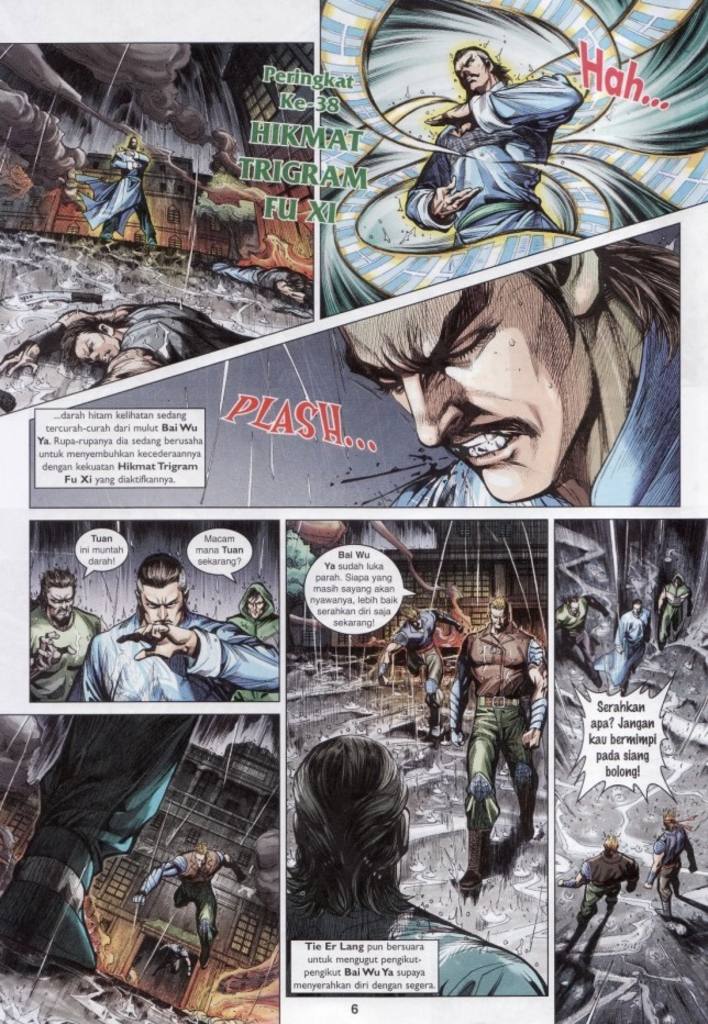 Peringkat
Ke-38
HIKMAT
TRIGRAM
FU XI
Hah...
PLASH...
...darah hitam kelihatan sedang
tercurah-curah dari mulut Bai Wu
Ya. Rupa-rupanya dia sedang berusaha
untuk menyembuhkan kecederaannya
dengan kekuatan Hikmat Trigram
Fu Xi yang diaktifkannya.
Tuan
ini muntah
darah!
Macam
mana Tuan
sekarang?
Bai Wu
Ya sudah luka
parah. Siapa yang
masih sayang akan
nyawanya, lebih baik
serahkan diri saja
sekarang!
Serahkan
apa? Jangan
kau bermimpi
pada siang
bolong!
Tie Er Lang pun bersuara
untuk mengugut pengikut-
pengikut Bai Wu Ya supaya
menyerahkan diri dengan segera.
6